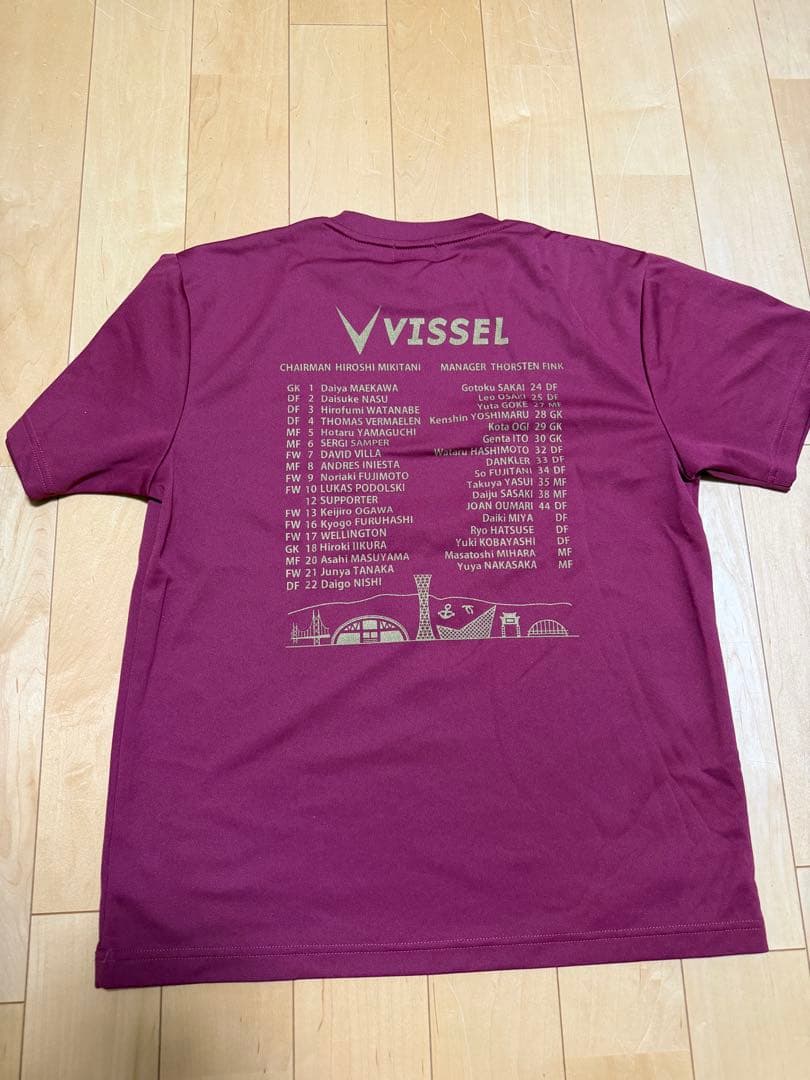 VISSEL
CHAIRMAN HIROSHI MIKITANI
MANAGER THORSTEN FINK
GK 1 Daiya MAEKAWA
DF 2 Daisuke NASU
DF 3 Hirofumi WATANABE
DF 4 THOMAS VERMAELEN
MF 5 Hotaru YAMAGUCHI
MF 6 SERGI SAMPER
FW 7 DAVID VILLA
MF 8 ANDRES INIESTA
FW 9 Noriaki FUJIMOTO
FW 10 LUKAS PODOLSKI
12 SUPPORTER
FW 13 Keijiro OGAWA
FW 16 Kyogo FURUHASHI
FW 17 WELLINGTON
GK 18 Hiroki IIKURA
MF 20 Asahi MASUYAMA
FW 21 Junya TANAKA
DF 22 Daigo NISHI
Gotoku SAKAI 24 DF
Leo OSAKI 25 DF
Yuta GOKE 27 MF
Kenshin YOSHIMARU 28 GK
Kota OGI 29 GK
Genta ITO 30 GK
Wataru HASHIMOTO 32 DF
DANKLER 33 DF
So FUJITANI 34 DF
Takuya YASUI 35 MF
Daiju SASAKI 38 MF
JOAN OUMARI 44 DF
Daiki MIYA DF
Ryo HATSUSE DF
Yuki KOBAYASHI DF
Masatoshi MIHARA MF
Yuya NAKASAKA MF